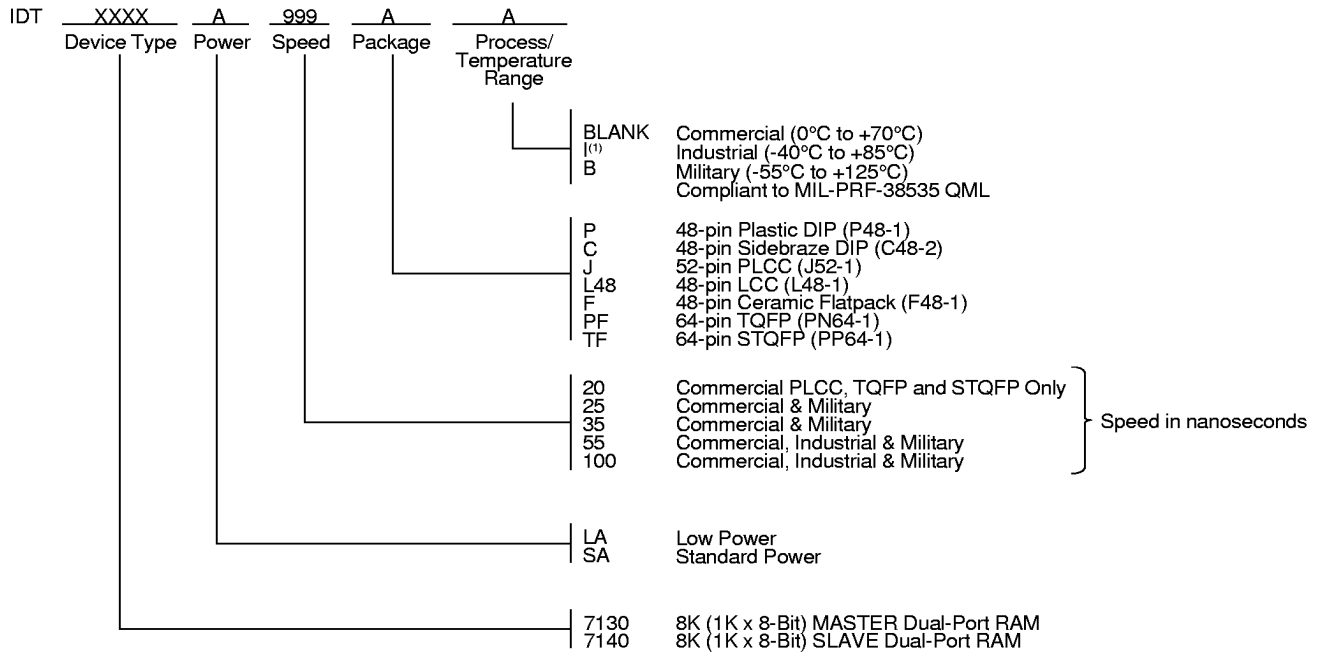 IDT XXXX A 999 A A
Device Type Power Speed Package Process/
Temperature
Range
BLANK Commercial (0°C to +70°C)
I(1) Industrial (-40°C to +85°C)
B Military (-55°C to +125°C)
Compliant to MIL-PRF-38535 QML
P 48-pin Plastic DIP (P48-1)
C 48-pin Sidebraze DIP (C48-2)
J 52-pin PLCC (J52-1)
L48 48-pin LCC (L48-1)
F 48-pin Ceramic Flatpack (F48-1)
PF 64-pin TQFP (PN64-1)
TF 64-pin STQFP (PP64-1)
20 Commercial PLCC, TQFP and STQFP Only
25 Commercial & Military
35 Commercial & Military
55 Commercial, Industrial & Military
100 Commercial, Industrial & Military
Speed in nanoseconds
LA Low Power
SA Standard Power
7130 8K (1K x 8-Bit) MASTER Dual-Port RAM
7140 8K (1K x 8-Bit) SLAVE Dual-Port RAM